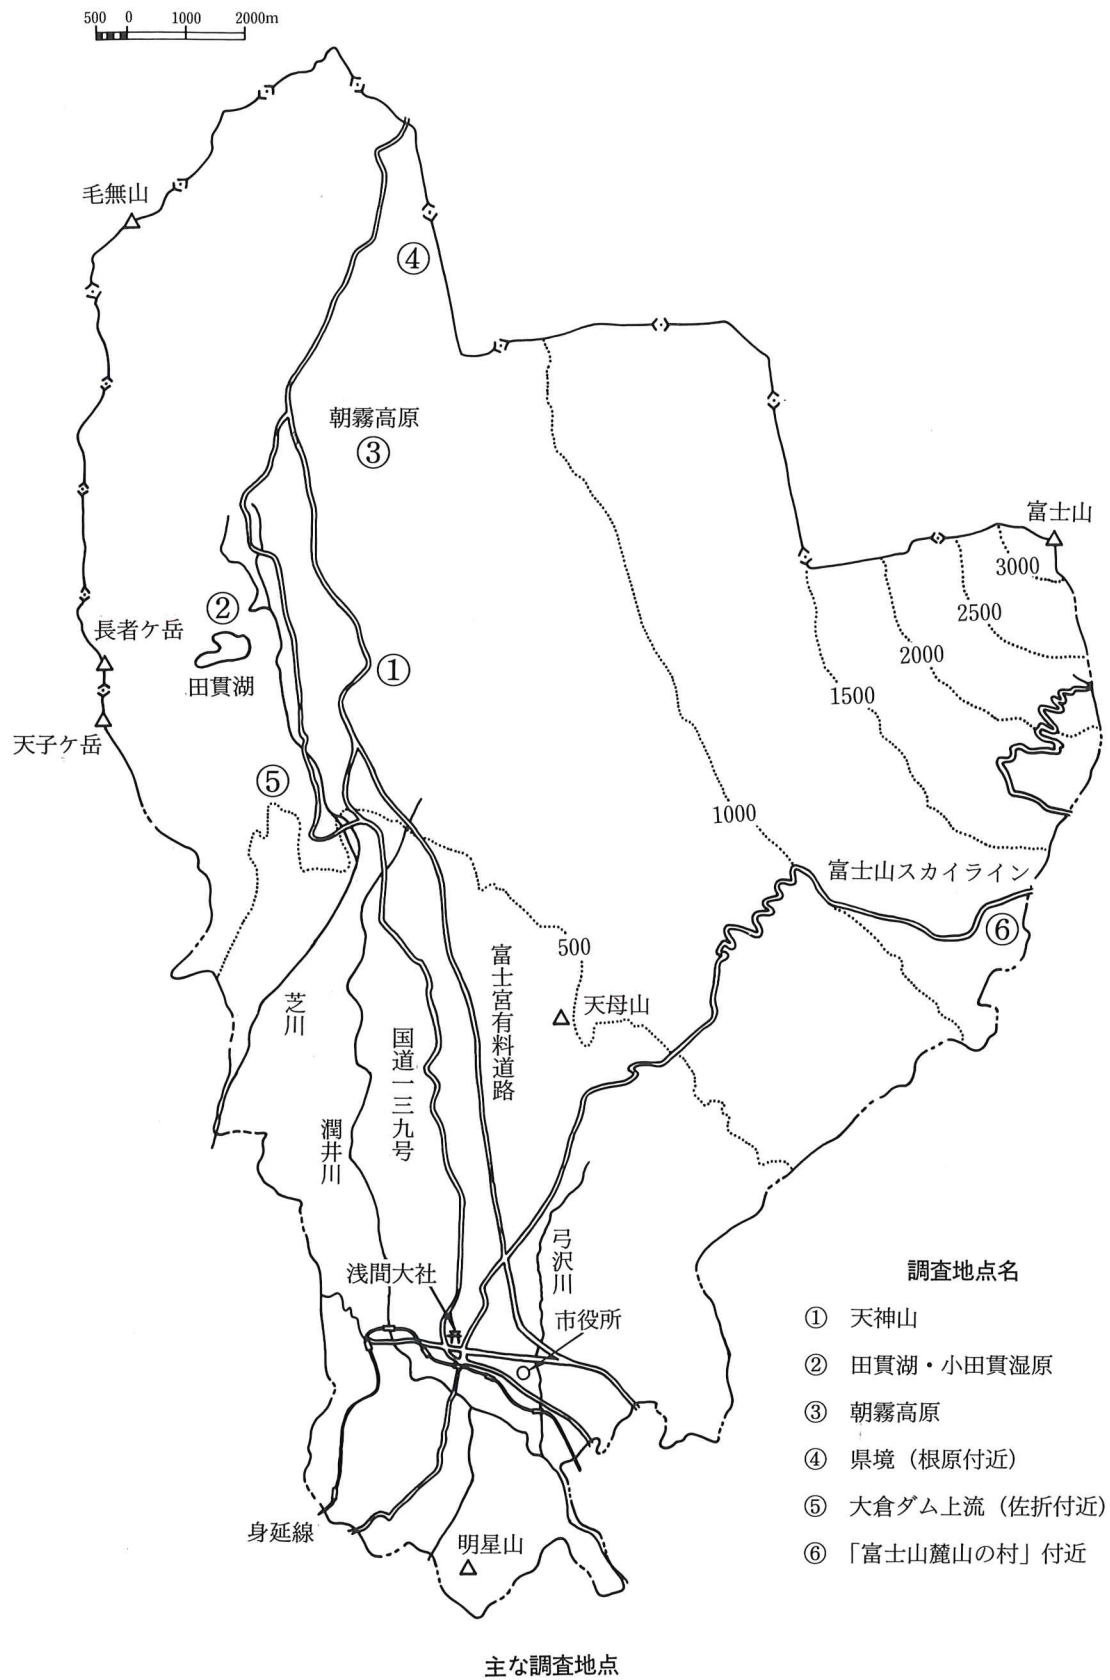 500 0 1000 2000m
毛無山
④
朝霧高原
③
富士山
3000
2500
2000
1500
②
長者ケ岳
田貫湖
①
天子ケ岳
⑤
1000
富士山スカイライン
⑥
500
天母山
富士宮有料道路
芝川
国道一三九号
潤井川
弓沢川
浅間大社
市役所
身延線
明星山
調査地点名
① 天神山
② 田貫湖・小田貫湿原
③ 朝霧高原
④ 県境（根原付近）
⑤ 大倉ダム上流（佐折付近）
⑥ 「富士山麓山の村」付近
主な調査地点